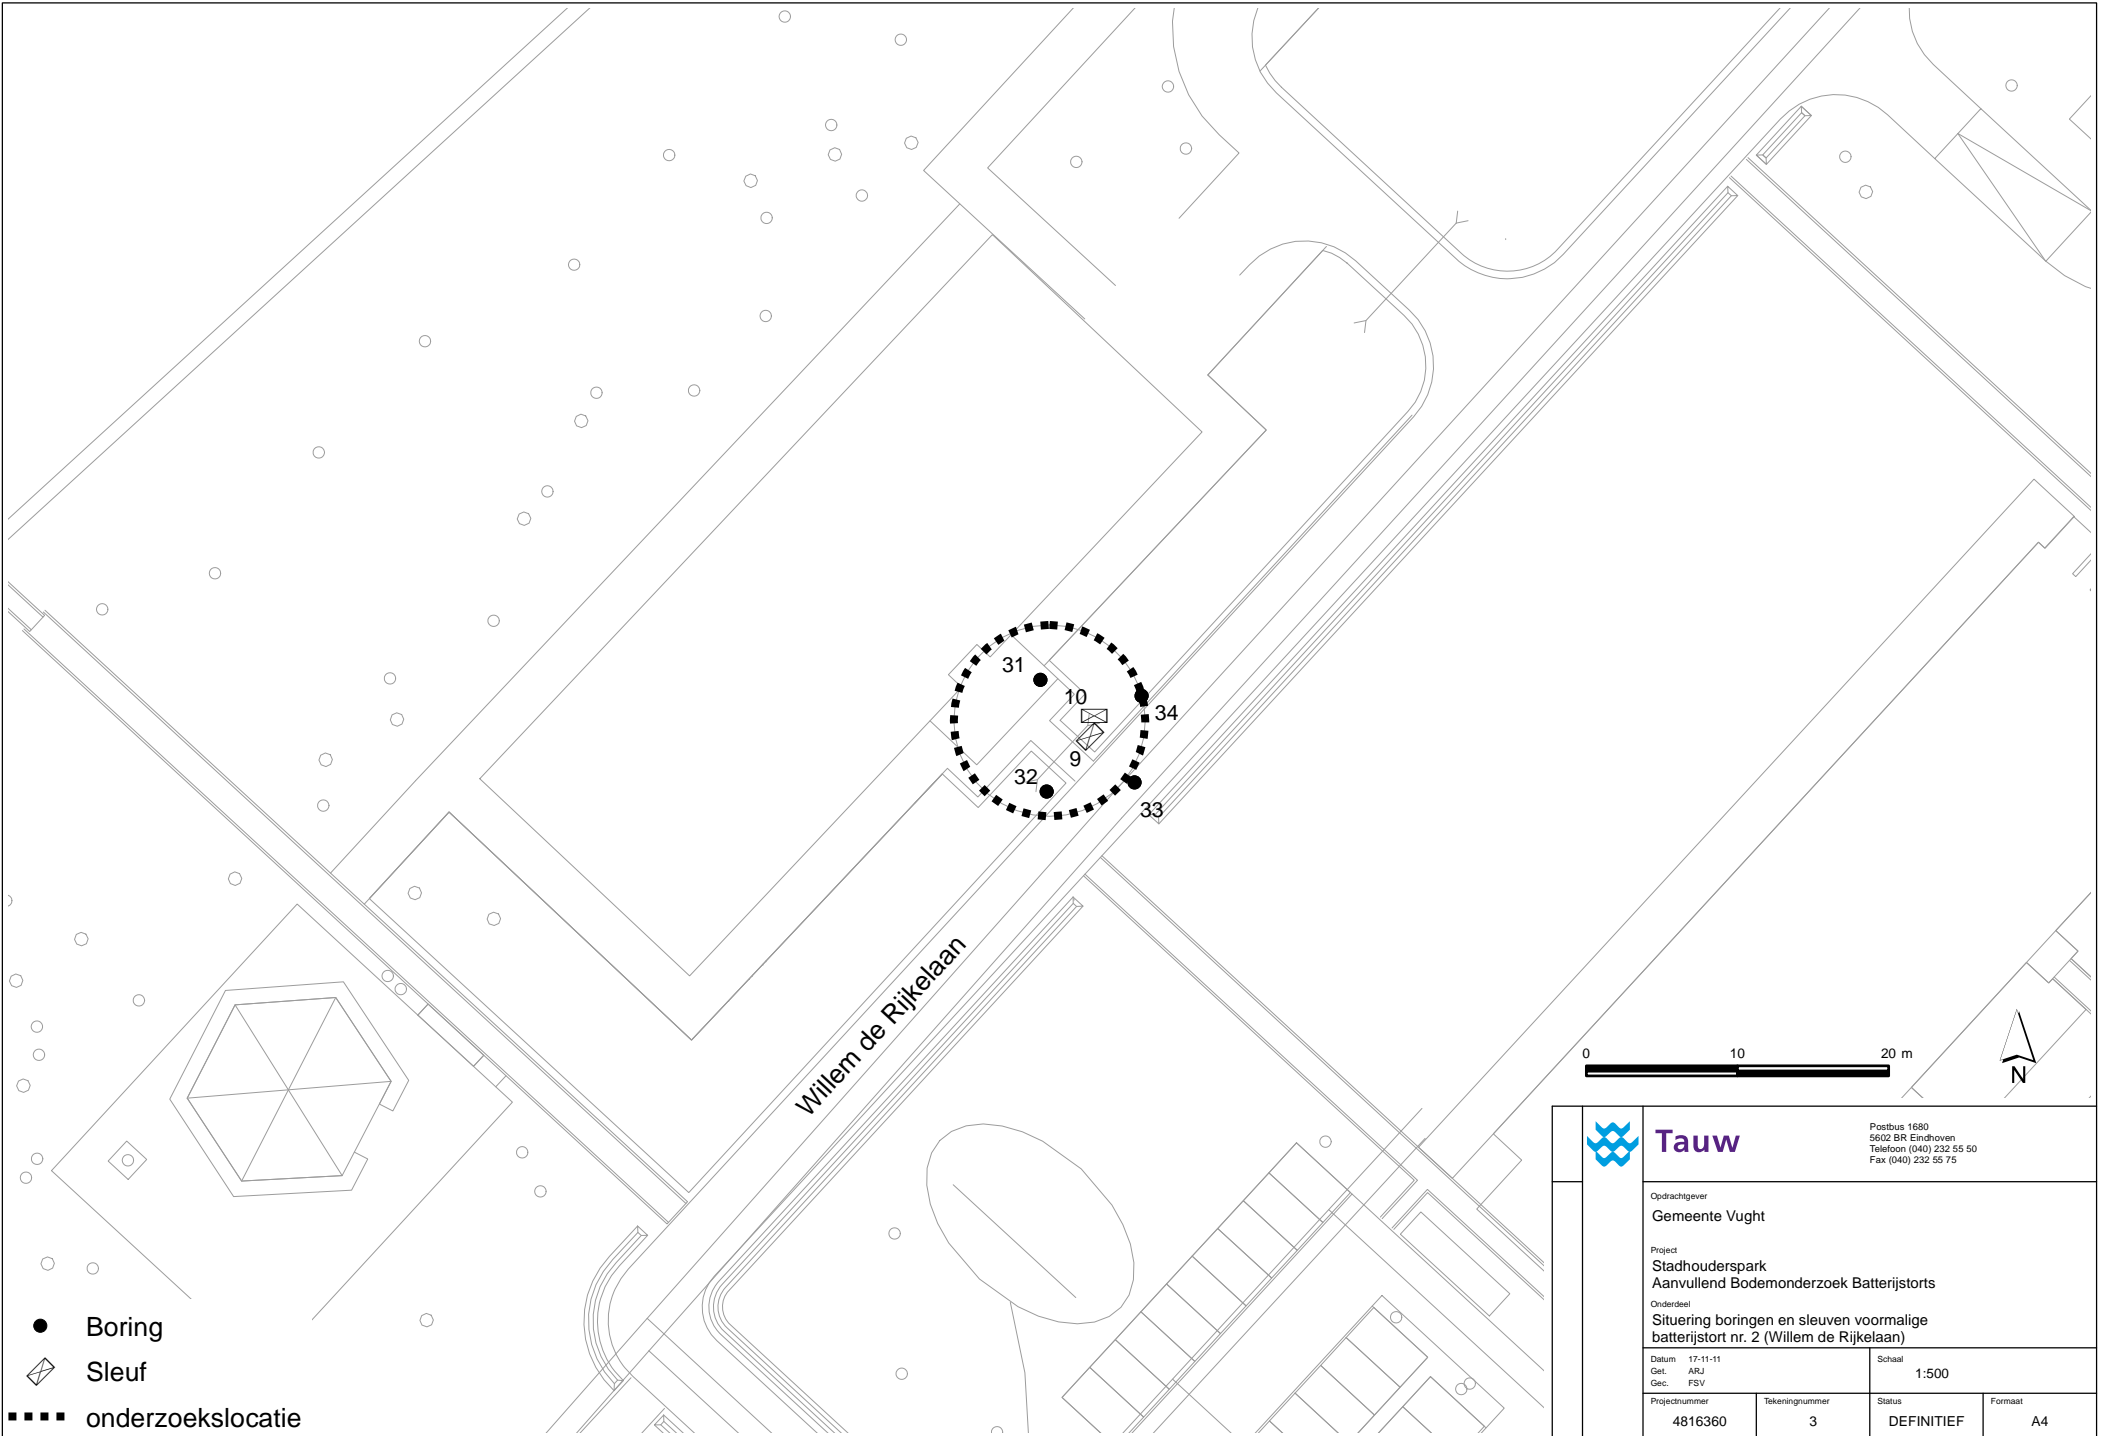 31
10
34
9
32
33
Willem de Rijkelaan
0 10 20 m
N
Boring
Sleuf
onderzoekslocatie
Tauw
Postbus 1680
5602 BR Eindhoven
Telefoon (040) 232 55 50
Fax (040) 232 55 75
Opdrachtgever
Gemeente Vught
Project
Stadhouderspark
Aanvullend Bodemonderzoek Batterijstorts
Onderdeel
Situering boringen en sleuven voormalige
batterijstort nr. 2 (Willem de Rijkelaan)
Datum 17-11-11
Get. ARJ
Gec. FSV
Schaal
1:500
Projectnummer
4816360
Tekeningnummer
3
Status
DEFINITIEF
Formaat
A4